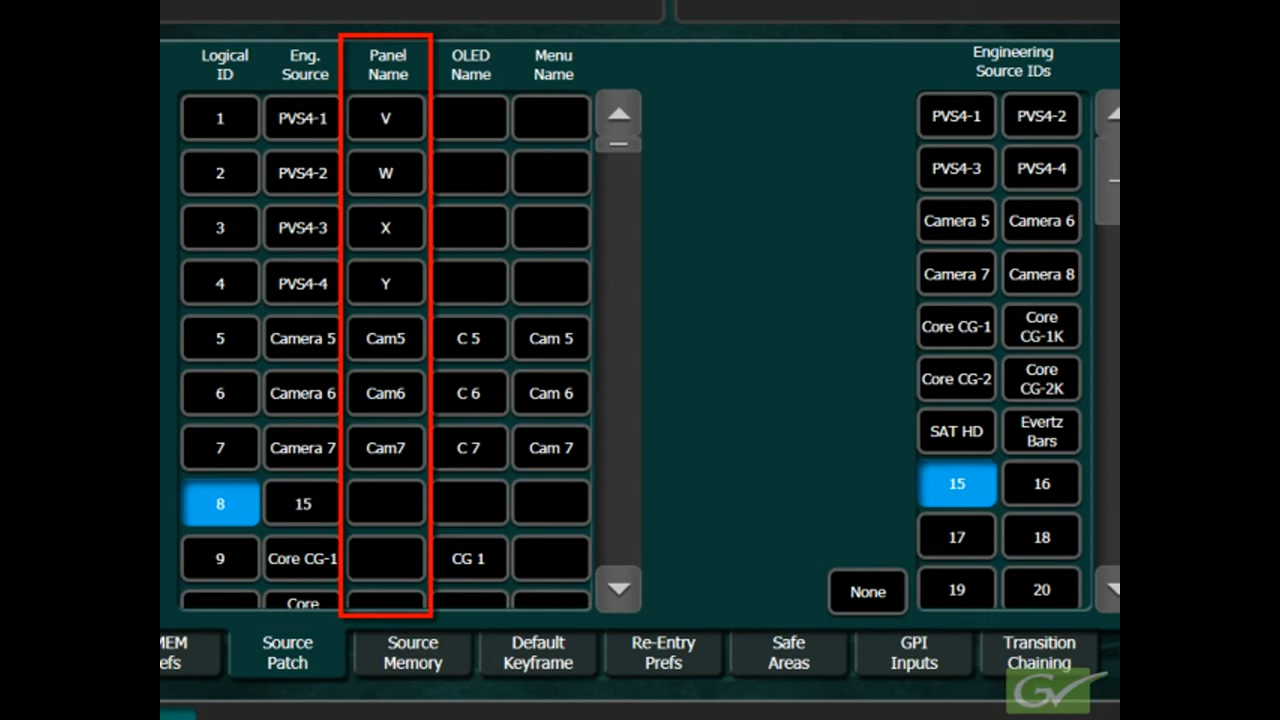 Logical
ID
Eng.
Source
Panel
Name
OLED
Name
Menu
Name
1 PVS4-1 V
2 PVS4-2 W
3 PVS4-3 X
4 PVS4-4 Y
5 Camera 5 Cam5 C 5 Cam 5
6 Camera 6 Cam6 C 6 Cam 6
7 Camera 7 Cam7 C 7 Cam 7
8 15
9 Core CG-1 CG 1
Core
Engineering
Source IDs
PVS4-1 PVS4-2
PVS4-3 PVS4-4
Camera 5 Camera 6
Camera 7 Camera 8
Core CG-1
Core
CG-1K
Core CG-2
Core
CG-2K
SAT HD
Evertz
Bars
15 16
17 18
19 20
None
MEM
efs
Source
Patch
Source
Memory
Default
Keyframe
Re-Entry
Prefs
Safe
Areas
GPI
Inputs
Transition
Chaining
GV